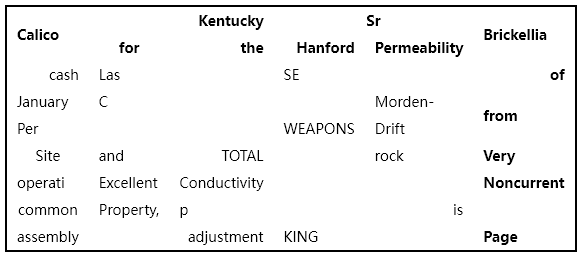 Calico Kentucky Sr Brickellia
for the Hanford Permeability
cash Las SE of
January C Morden-
from
Per WEAPONS Drift
Site and TOTAL rock Very
operati Excellent Conductivity Noncurrent
common Property, p is
assembly adjustment KING Page